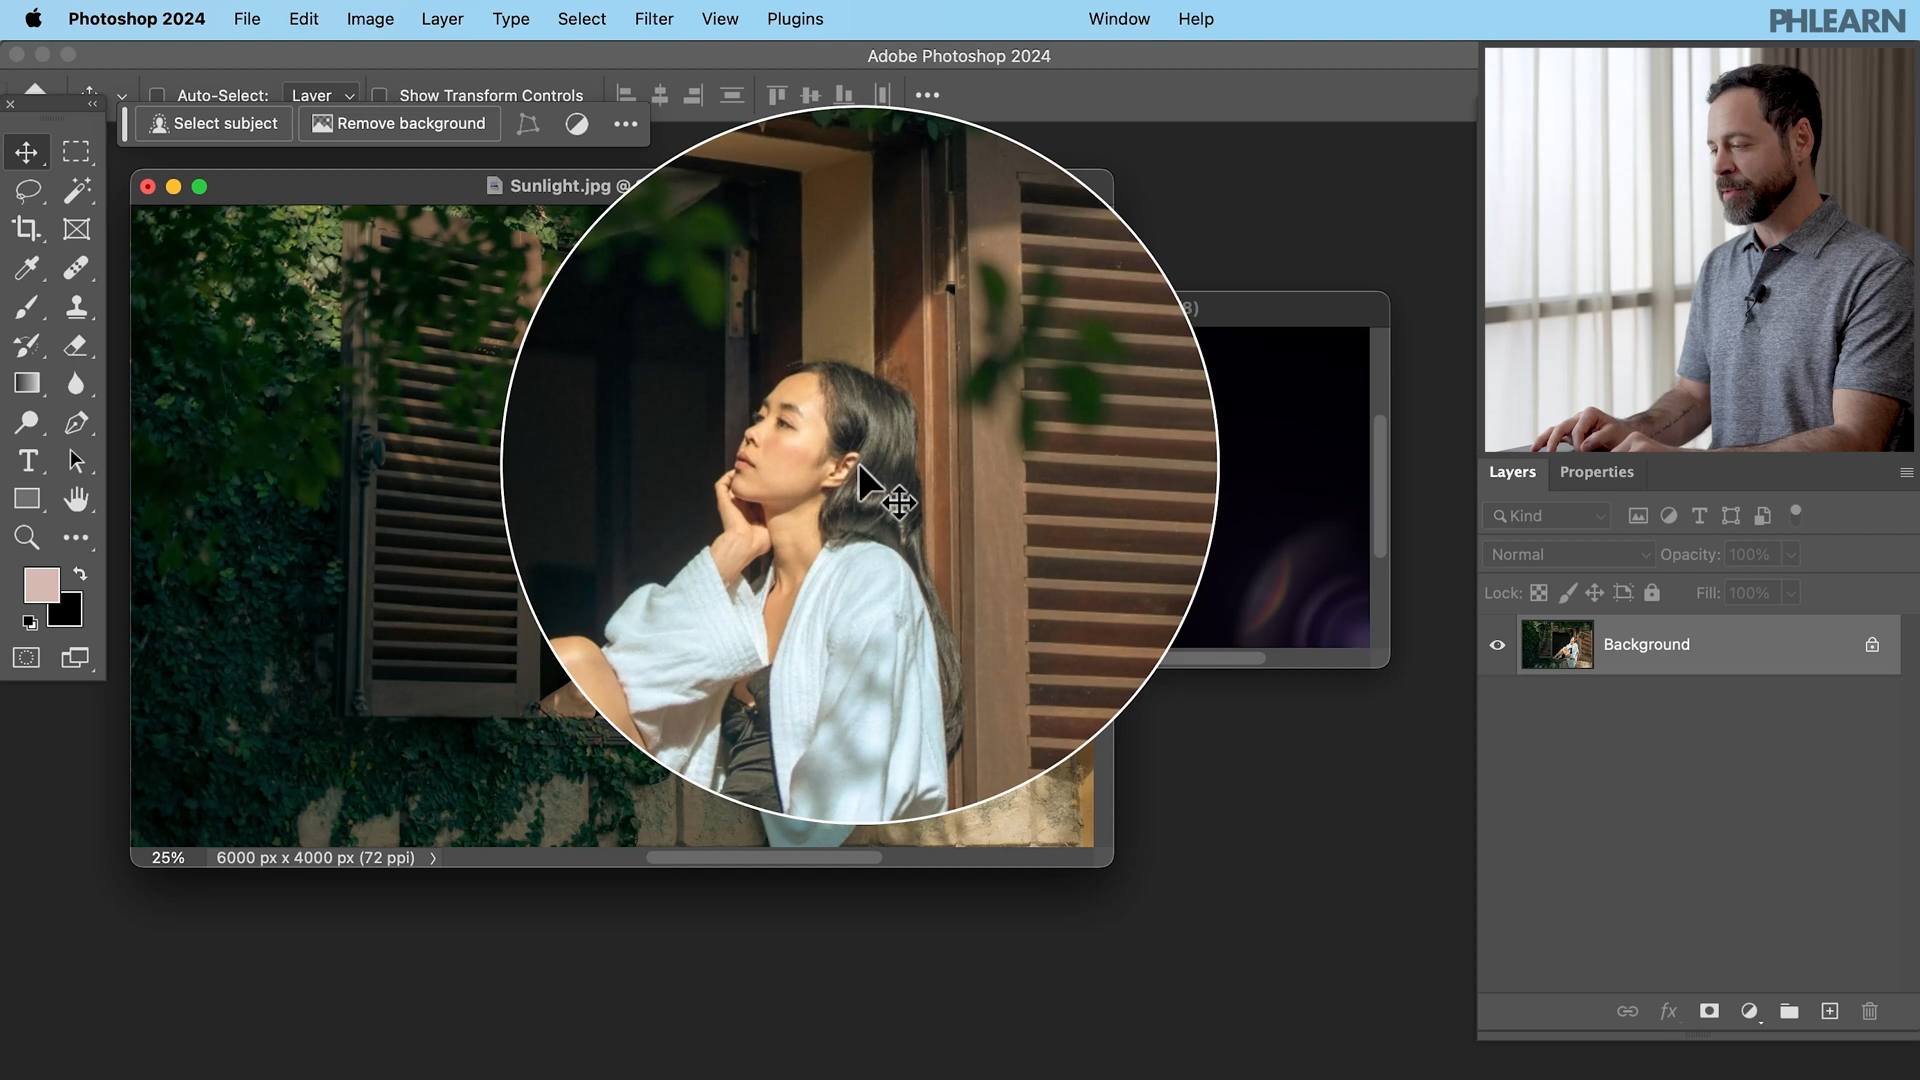 Photoshop 2024 File Edit Image Layer Type Select Filter View Plugins Window Help
PHLEARN
Adobe Photoshop 2024
Auto-Select: Layer Show Transform Controls
Select subject Remove background
Sunlight.jpg @
8)
25% 6000 px x 4000 px (72 ppi)
Layers Properties
Kind
Normal Opacity: 100%
Lock: Fill: 100%
Background
fx